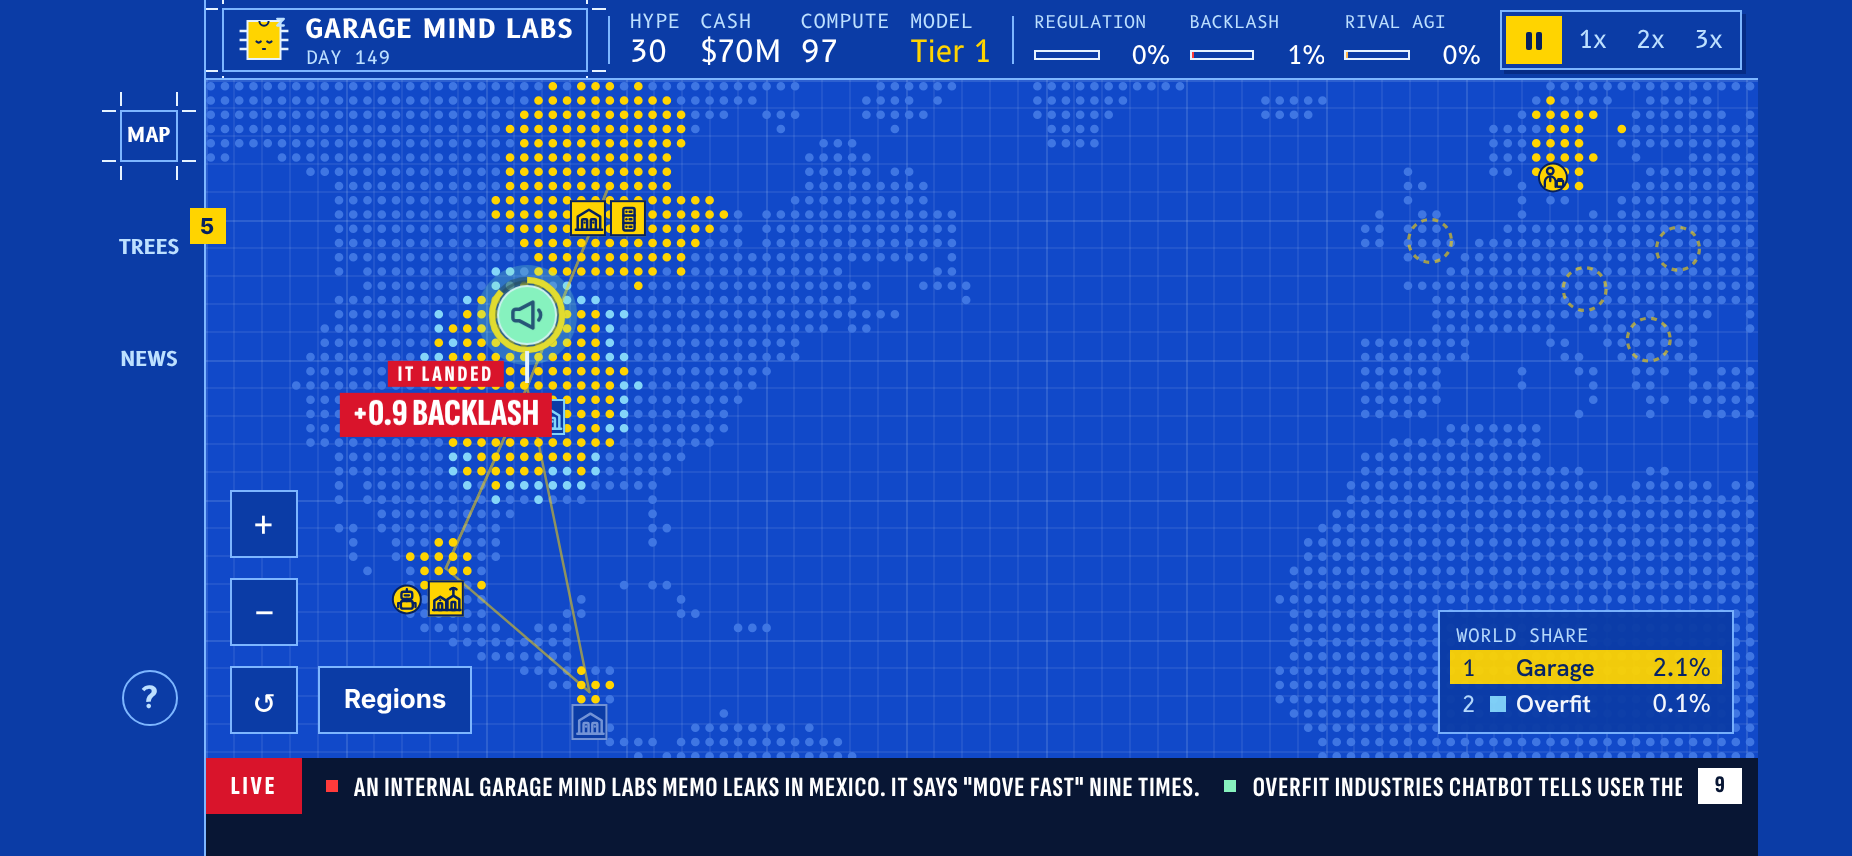 GARAGE MIND LABS
DAY 149
HYPE
30
CASH
$70M
COMPUTE
97
MODEL
Tier 1
REGULATION
0%
BACKLASH
1%
RIVAL AGI
0%
1x 2x 3x
MAP
5
TREES
NEWS
?
IT LANDED
+0.9 BACKLASH
+
−
↺
Regions
WORLD SHARE
1 Garage 2.1%
2 Overfit 0.1%
LIVE
AN INTERNAL GARAGE MIND LABS MEMO LEAKS IN MEXICO. IT SAYS "MOVE FAST" NINE TIMES. OVERFIT INDUSTRIES CHATBOT TELLS USER THE
9